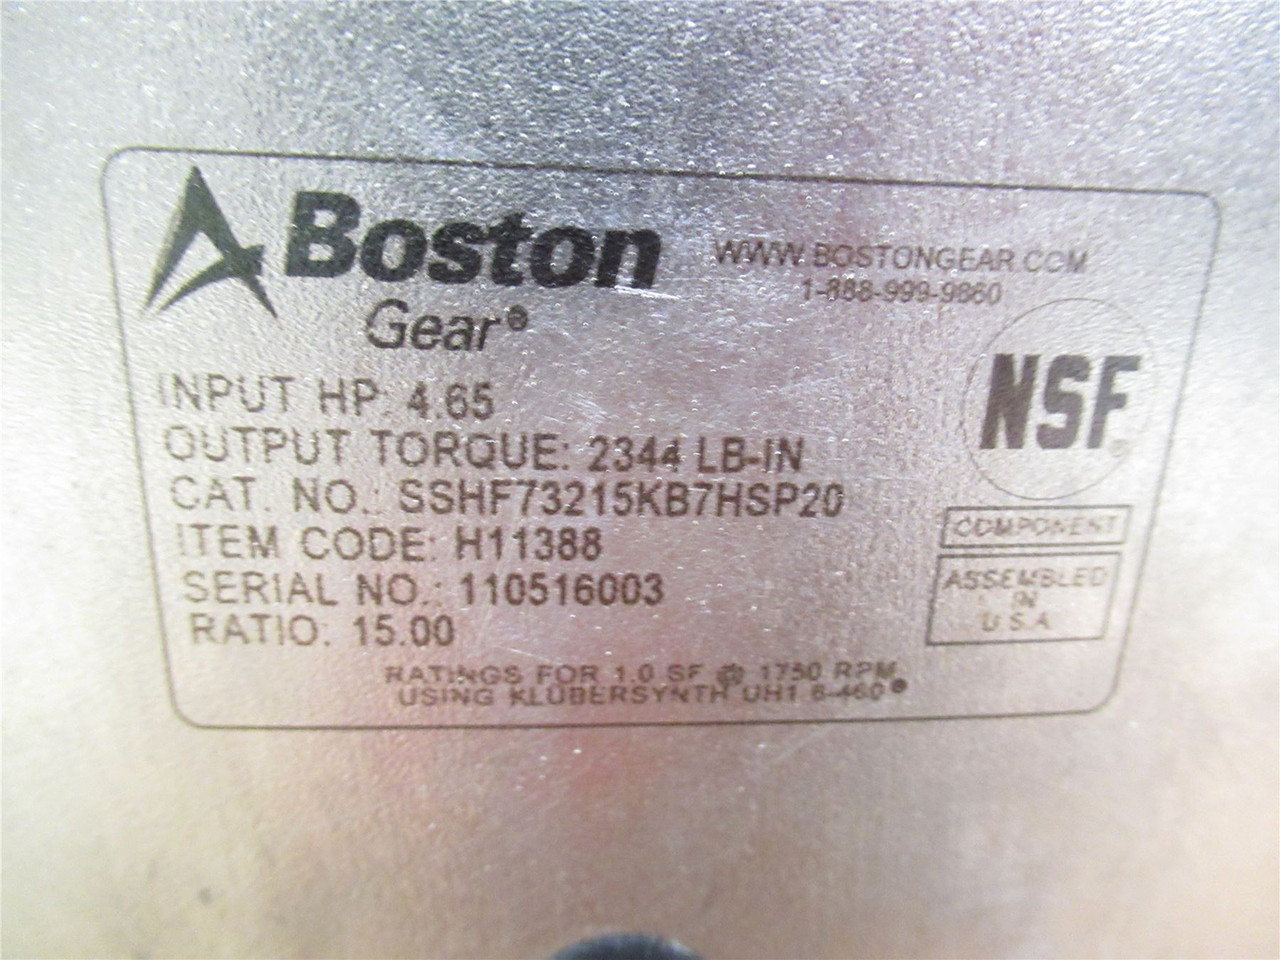 Boston
Gear®
WWW.BOSTONGEAR.COM
1-888-999-9860
INPUT HP: 4.65
OUTPUT TORQUE: 2344 LB-IN
CAT. NO.: SSHF73215KB7HSP20
ITEM CODE: H11388
SERIAL NO.: 110516003
RATIO: 15.00
NSF®
COMPONENT
ASSEMBLED
IN
U.S.A.
RATINGS FOR 1.0 SF @ 1750 RPM
USING KLÜBERSYNTH UH1 6-460®